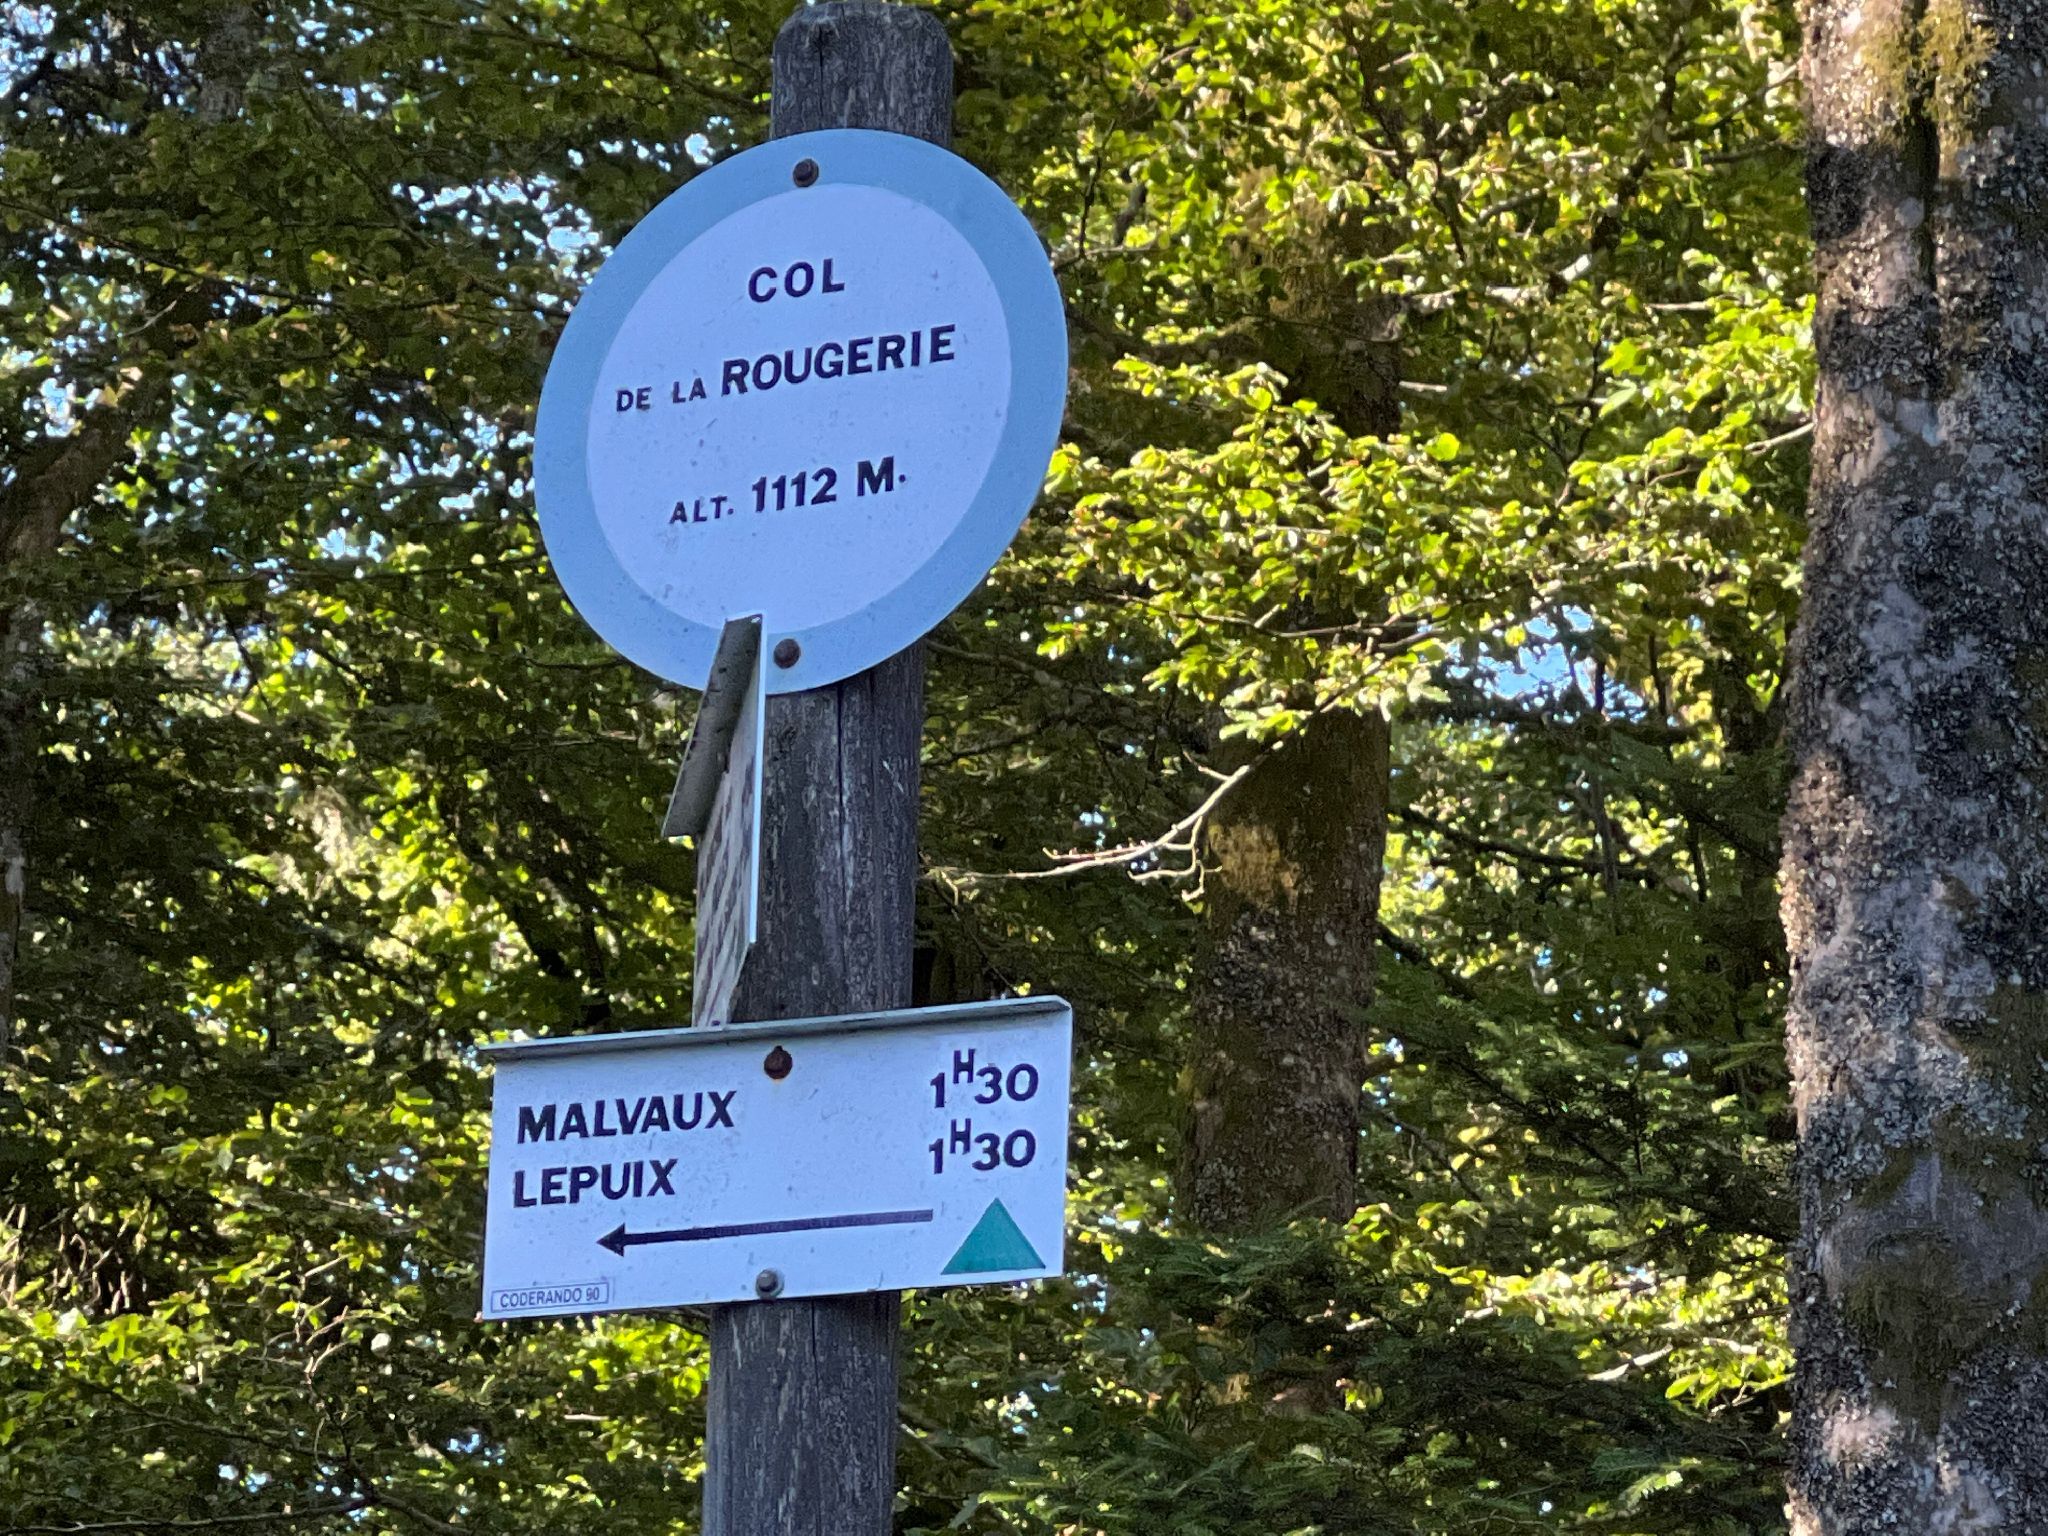 COL
DE LA ROUGERIE
ALT. 1112 M.
MALVAUX 1H30
LEPUIX 1H30
CODERANDO 90